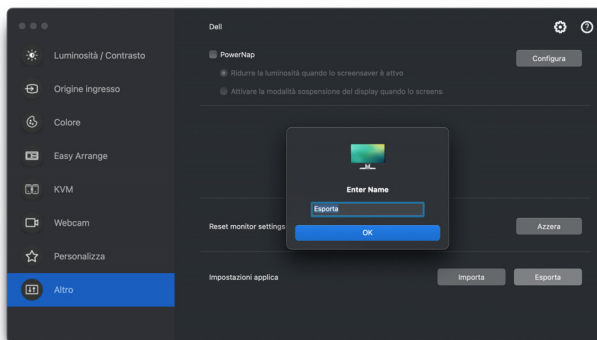 Dell
Luminosità / Contrasto
PowerNap
Configura
Ridurre la luminosità quando lo screensaver è attvo
Origine ingresso
Attivare la modalità sospensione del display quando lo screens
Colore
Easy Arrange
KVM
Enter Name
Esporta
OK
Webcam
Reset monitor settings
Azzera
Personalizza
Impostazioni applica
Importa
Esporta
Altro